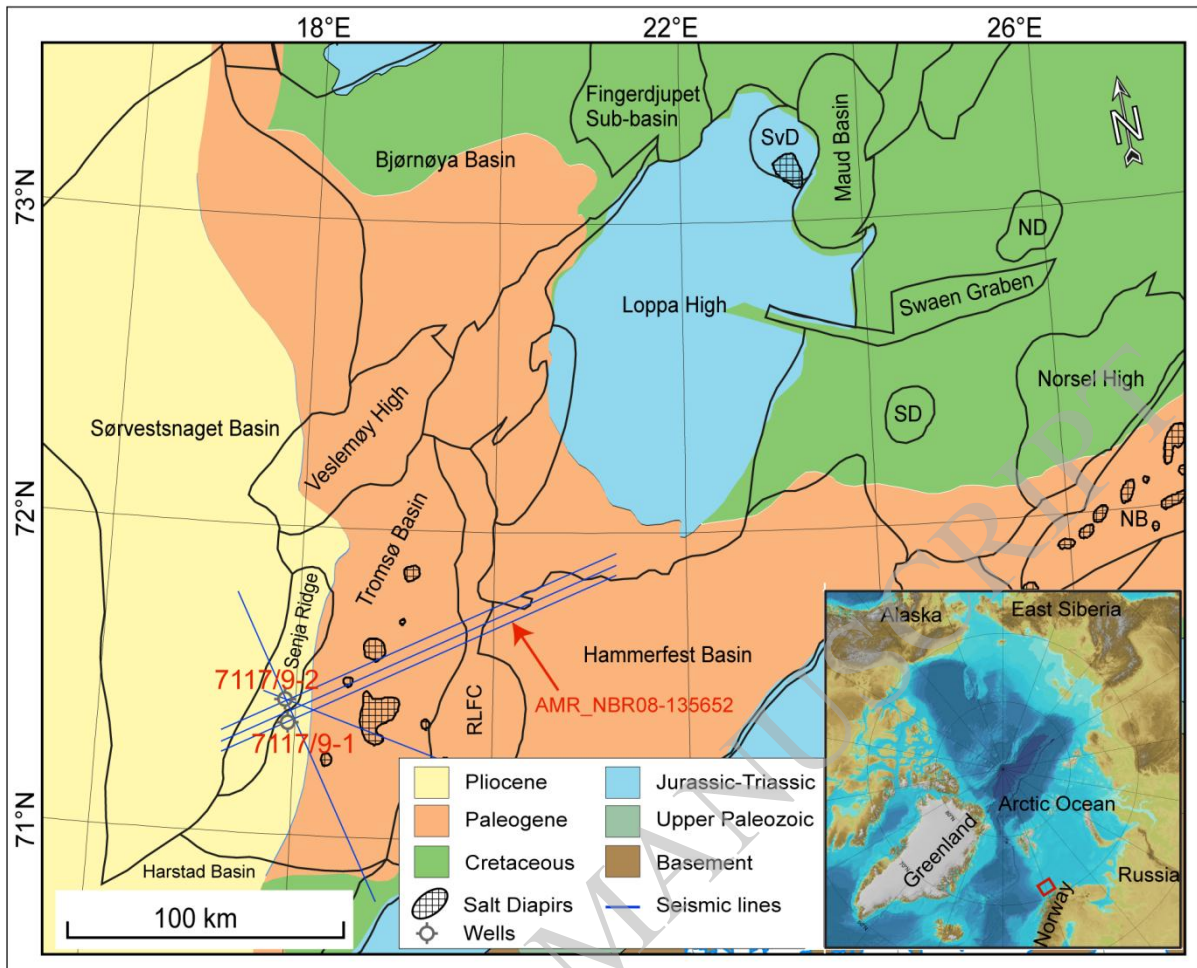 18°E
22°E
26°E
73°N
72°N
71°N
N
Fingerdjupet
Sub-basin
Bjørnøya Basin
SvD
Maud Basin
ND
Swaen Graben
Loppa High
Norsel High
SD
Sørvestsnaget Basin
Veslemøy High
NB
Tromsø Basin
Senja Ridge
Hammerfest Basin
7117/9-2
7117/9-1
RLFC
AMR_NBR08-135652
Harstad Basin
100 km
Pliocene
Paleogene
Cretaceous
Salt Diapirs
Wells
Jurassic-Triassic
Upper Paleozoic
Basement
Seismic lines
Alaska
East Siberia
Arctic Ocean
Greenland
Russia
Norway
MANUSCRIPT